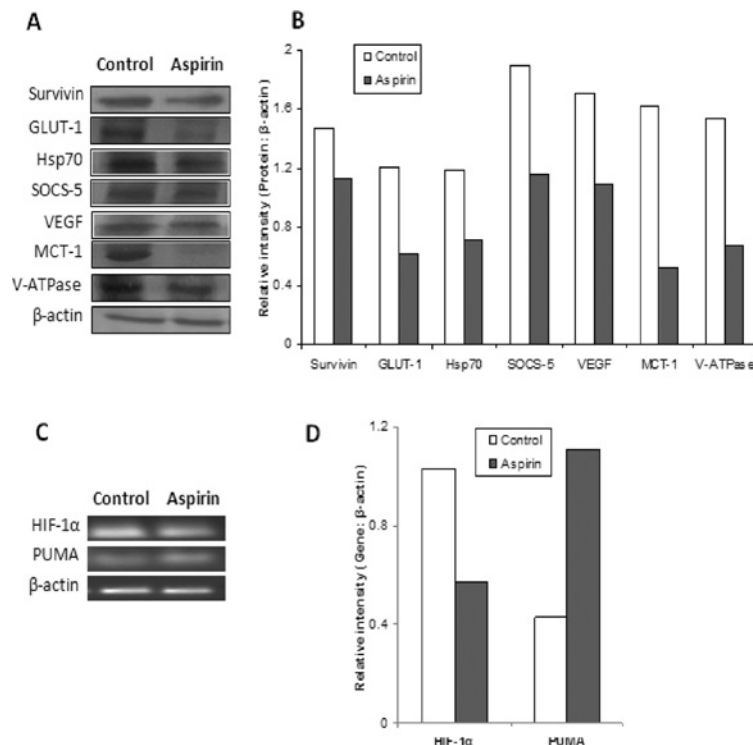 A
Control Aspirin
Survivin
GLUT-1
Hsp70
SOCS-5
VEGF
MCT-1
V-ATPase
β-actin
B
Relative intensity (Protein: β-actin)
2
1.6
1.2
0.8
0.4
0
Control
Aspirin
Survivin GLUT-1 Hsp70 SOCS-5 VEGF MCT-1 V-ATPase
C
Control Aspirin
HIF-1α
PUMA
β-actin
D
Relative intensity (Gene: β-actin)
1.2
0.8
0.4
0
Control
Aspirin
HIF-1α PUMA